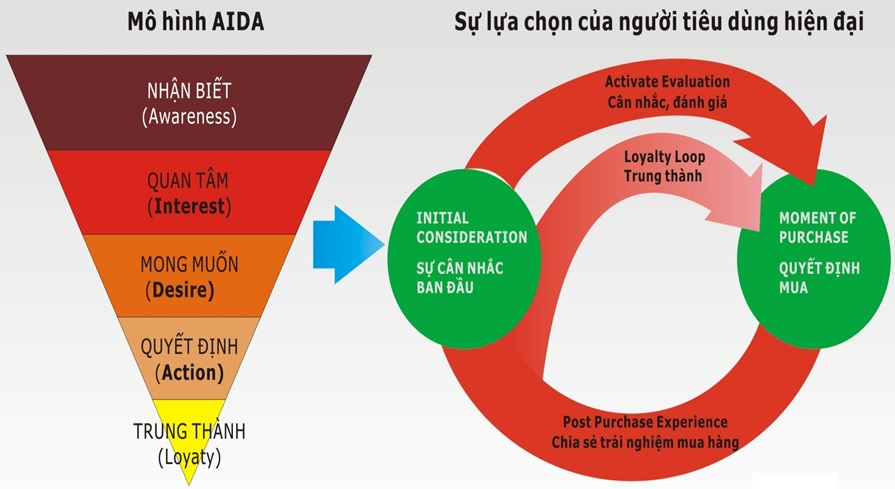 Mô hình AIDA
NHẬN BIẾT
(Awareness)
QUAN TÂM
(Interest)
MONG MUỐN
(Desire)
QUYẾT ĐỊNH
(Action)
TRUNG THÀNH
(Loyaty)
Sự lựa chọn của người tiêu dùng hiện đại
Activate Evaluation
Cân nhắc, đánh giá
Loyalty Loop
Trung thành
INITIAL
CONSIDERATION
SỰ CÂN NHẮC
BAN ĐẦU
MOMENT OF
PURCHASE
QUYẾT ĐỊNH
MUA
Post Purchase Experience
Chia sẻ trải nghiệm mua hàng